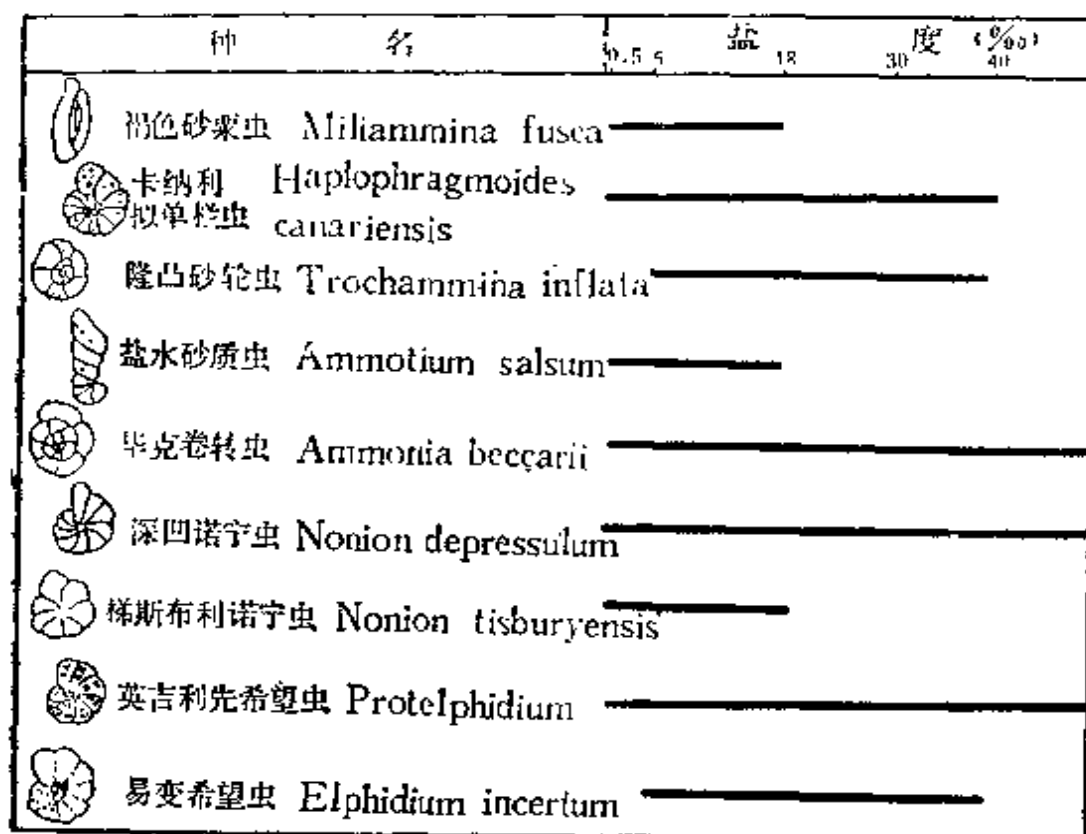 种 名 盐 度 (‰)
0.5 5 18 30 40
褐色砂粟虫 Miliammina fusca
卡纳利 Haplophragmoides
拟单栏虫 canariensis
隆凸砂轮虫 Trochammina inflata
盐水砂质虫 Ammotium salsum
毕克卷转虫 Ammonia beccarii
深凹诺宁虫 Nonion depressulum
梯斯布利诺宁虫 Nonion tisburyensis
英吉利先希望虫 Protelphidium
易变希望虫 Elphidium incertum